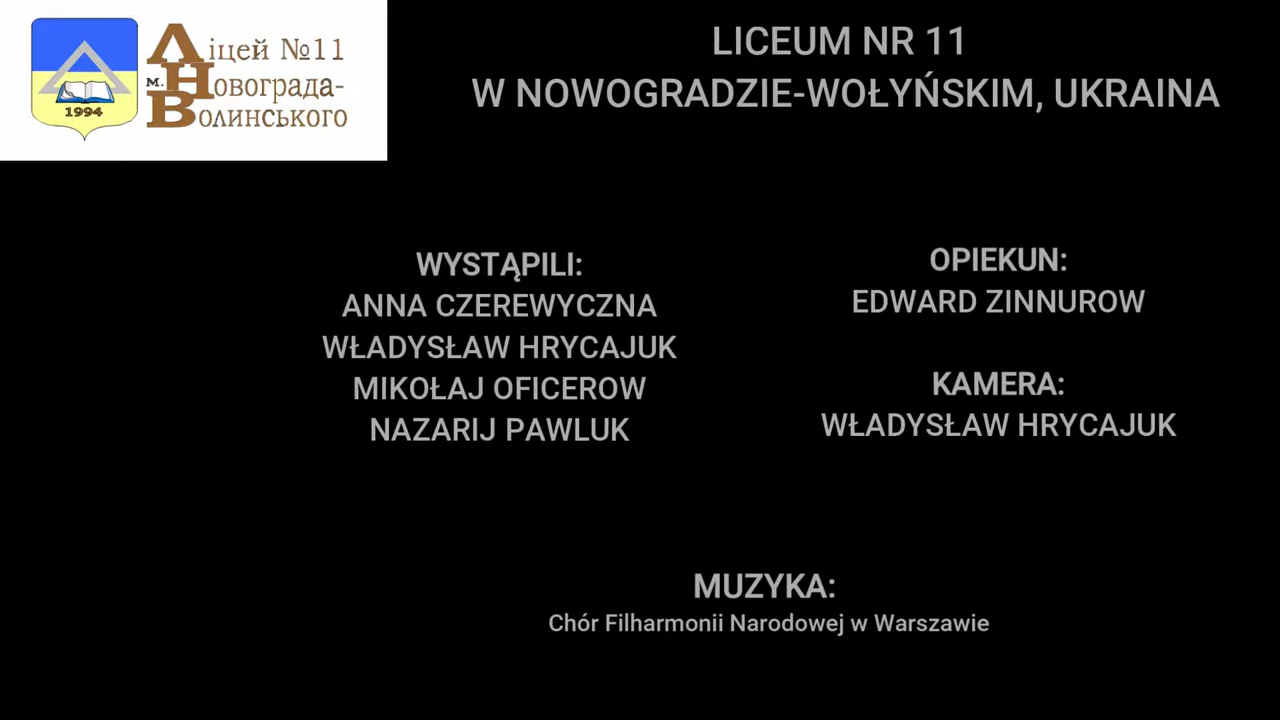 Ліцей №11
м. Новограда-
Волинського
1994
LICEUM NR 11
W NOWOGRADZIE-WOŁYŃSKIM, UKRAINA
WYSTĄPILI:
ANNA CZEREWYCZNA
WŁADYSŁAW HRYCAJUK
MIKOŁAJ OFICEROW
NAZARIJ PAWLUK
OPIEKUN:
EDWARD ZINNUROW
KAMERA:
WŁADYSŁAW HRYCAJUK
MUZYKA:
Chór Filharmonii Narodowej w Warszawie